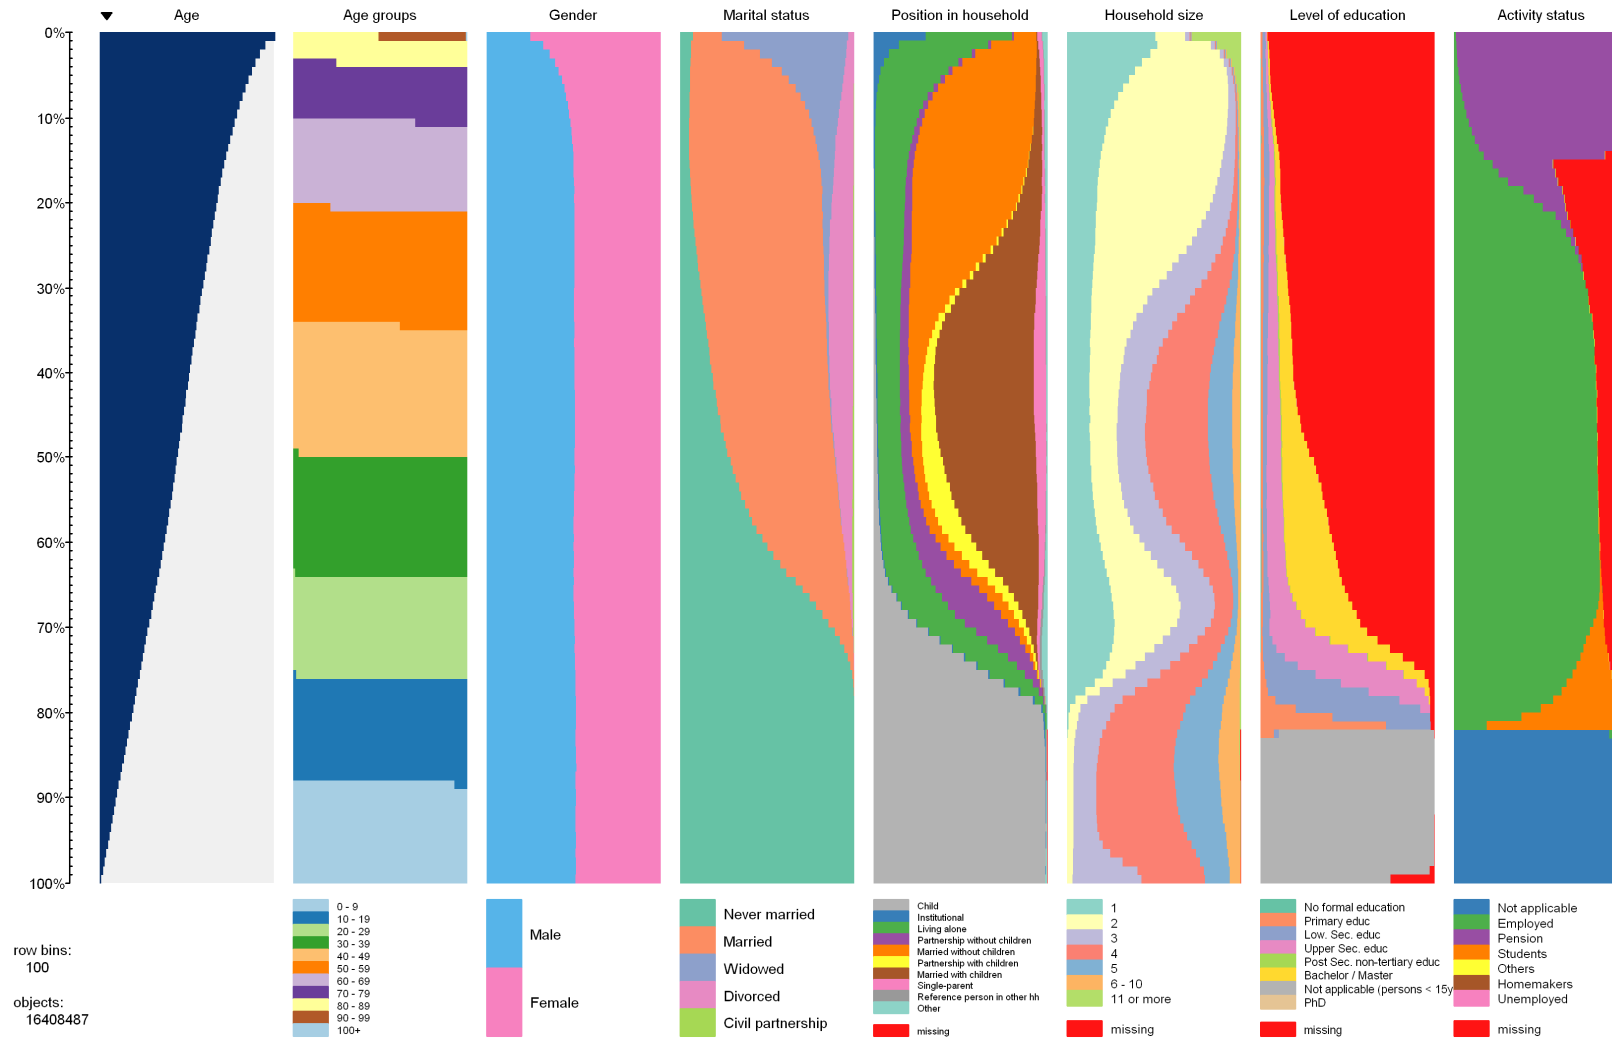 Age
Age groups
Gender
Marital status
Position in household
Household size
Level of education
Activity status
0%
10%
20%
30%
40%
50%
60%
70%
80%
90%
100%
row bins:
100
objects:
16408487
0 - 9
10 - 19
20 - 29
30 - 39
40 - 49
50 - 59
60 - 69
70 - 79
80 - 89
90 - 99
100+
Male
Female
Never married
Married
Widowed
Divorced
Civil partnership
Child
Institutional
Living alone
Partnership without children
Married without children
Partnership with children
Married with children
Single-parent
Reference person in other hh
Other
missing
1
2
3
4
5
6 - 10
11 or more
missing
No formal education
Primary educ
Low. Sec. educ
Upper Sec. educ
Post Sec. non-tertiary educ
Bachelor / Master
Not applicable (persons < 15y
PhD
missing
Not applicable
Employed
Pension
Students
Others
Homemakers
Unemployed
missing